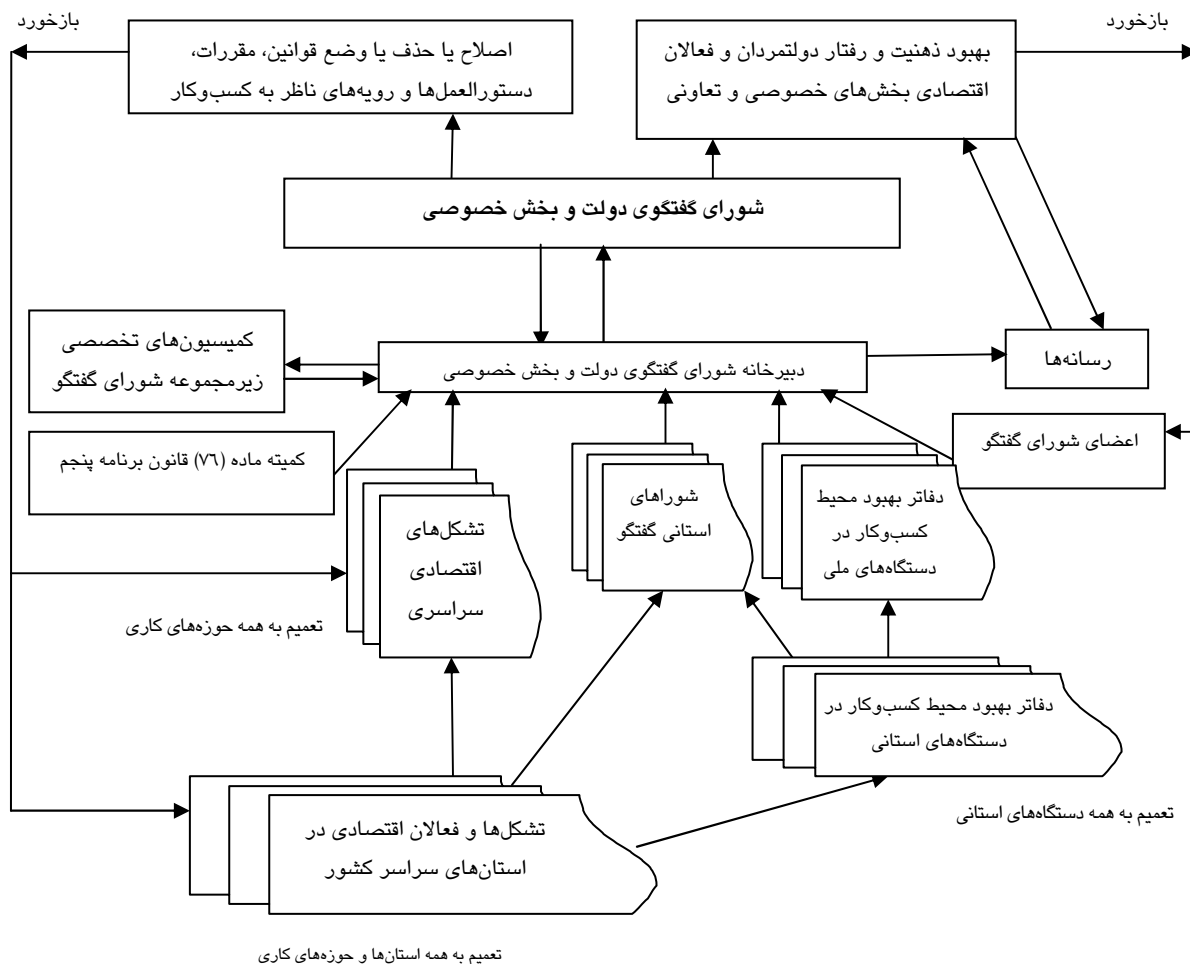 بازخورد
بازخورد
بهبود ذهنیت و رفتار دولتمردان و فعالان
اقتصادی بخش‌های خصوصی و تعاونی
اصلاح یا حذف یا وضع قوانین، مقررات،
دستورالعمل‌ها و رویه‌های ناظر به کسب‌وکار
شورای گفتگوی دولت و بخش خصوصی
رسانه‌ها
دبیرخانه شورای گفتگوی دولت و بخش خصوصی
کمیسیون‌های تخصصی
زیرمجموعه شورای گفتگو
اعضای شورای گفتگو
کمیته ماده (۷۶) قانون برنامه پنجم
دفاتر بهبود محیط
کسب‌وکار در
دستگاه‌های ملی
شوراهای
استانی گفتگو
تشکل‌های
اقتصادی
سراسری
تعمیم به همه حوزه‌های کاری
دفاتر بهبود محیط کسب‌وکار در
دستگاه‌های استانی
تعمیم به همه دستگاه‌های استانی
تشکل‌ها و فعالان اقتصادی در
استان‌های سراسر کشور
تعمیم به همه استان‌ها و حوزه‌های کاری